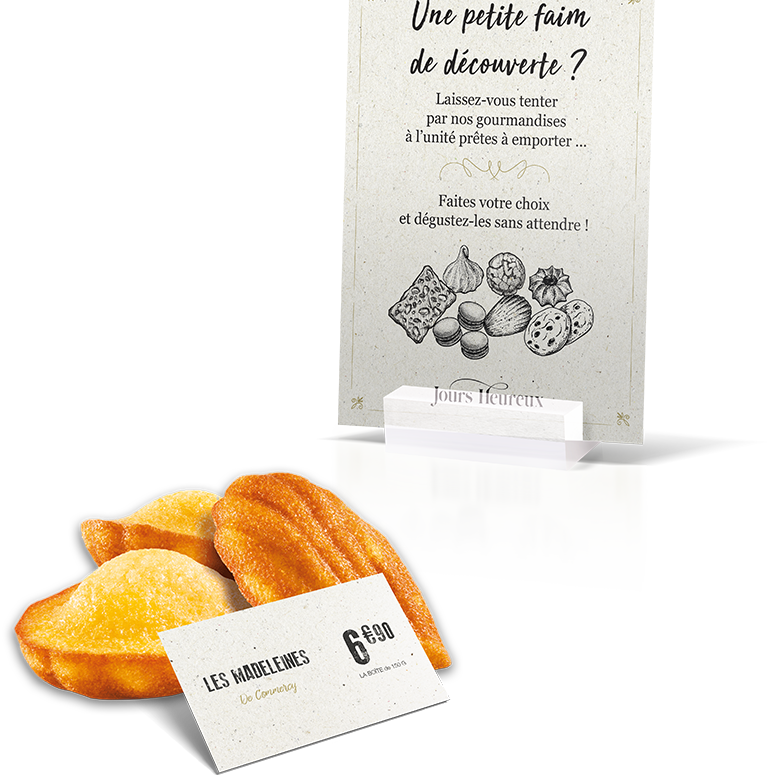 Une petite faim
de découverte ?
Laissez-vous tenter
par nos gourmandises
à l'unité prêtes à emporter ...
Faites votre choix
et dégustez-les sans attendre !
Jours Heureux
LES MADELEINES
De Commercy
6€90
LA BOÎTE de 150 G